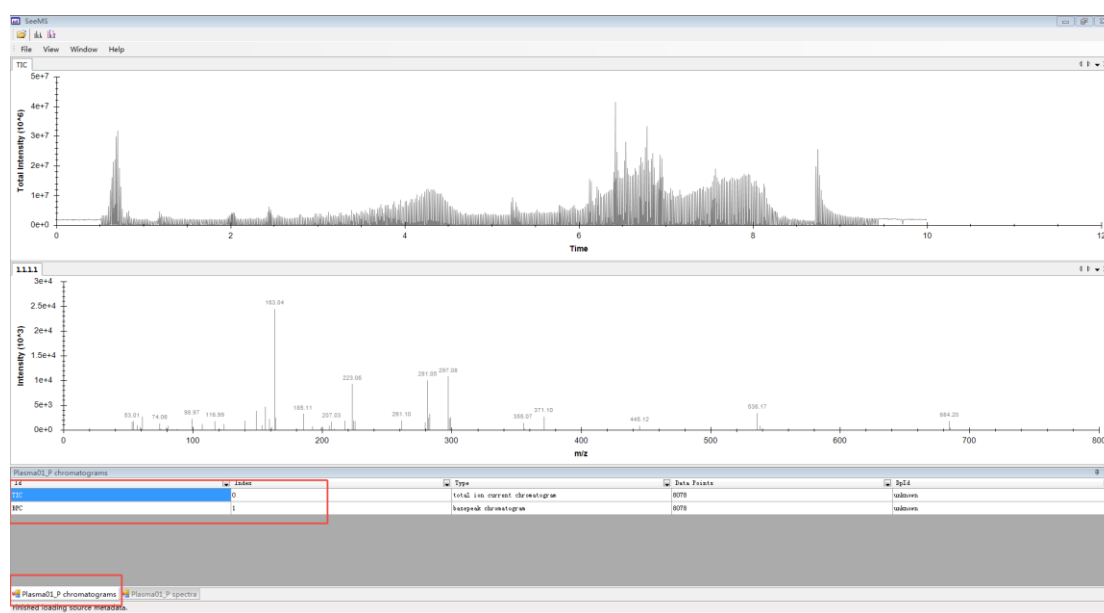 SeeMS
File View Window Help
TIC
5e+7
4e+7
3e+7
2e+7
1e+7
0e+0
Total Intensity (10^6)
0 2 4 6 8 10 12
Time
1.1.1.1
3e+4
2.5e+4
2e+4
1.5e+4
1e+4
5e+3
0e+0
Intensity (10^3)
53.01 74.06 98.97 116.99 163.04 185.11 207.03 223.06 261.10 281.05 297.08 355.07 371.10 445.12 536.17 684.20
0 100 200 300 400 500 600 700 800
m/z
Plasma01_P chromatograms
Id Index Type Data Points DpId
TIC 0 total ion current chromatogram 8078 unknown
BPC 1 basepeak chromatogram 8078 unknown
Plasma01_P chromatograms Plasma01_P spectra
Finished loading source metadata.